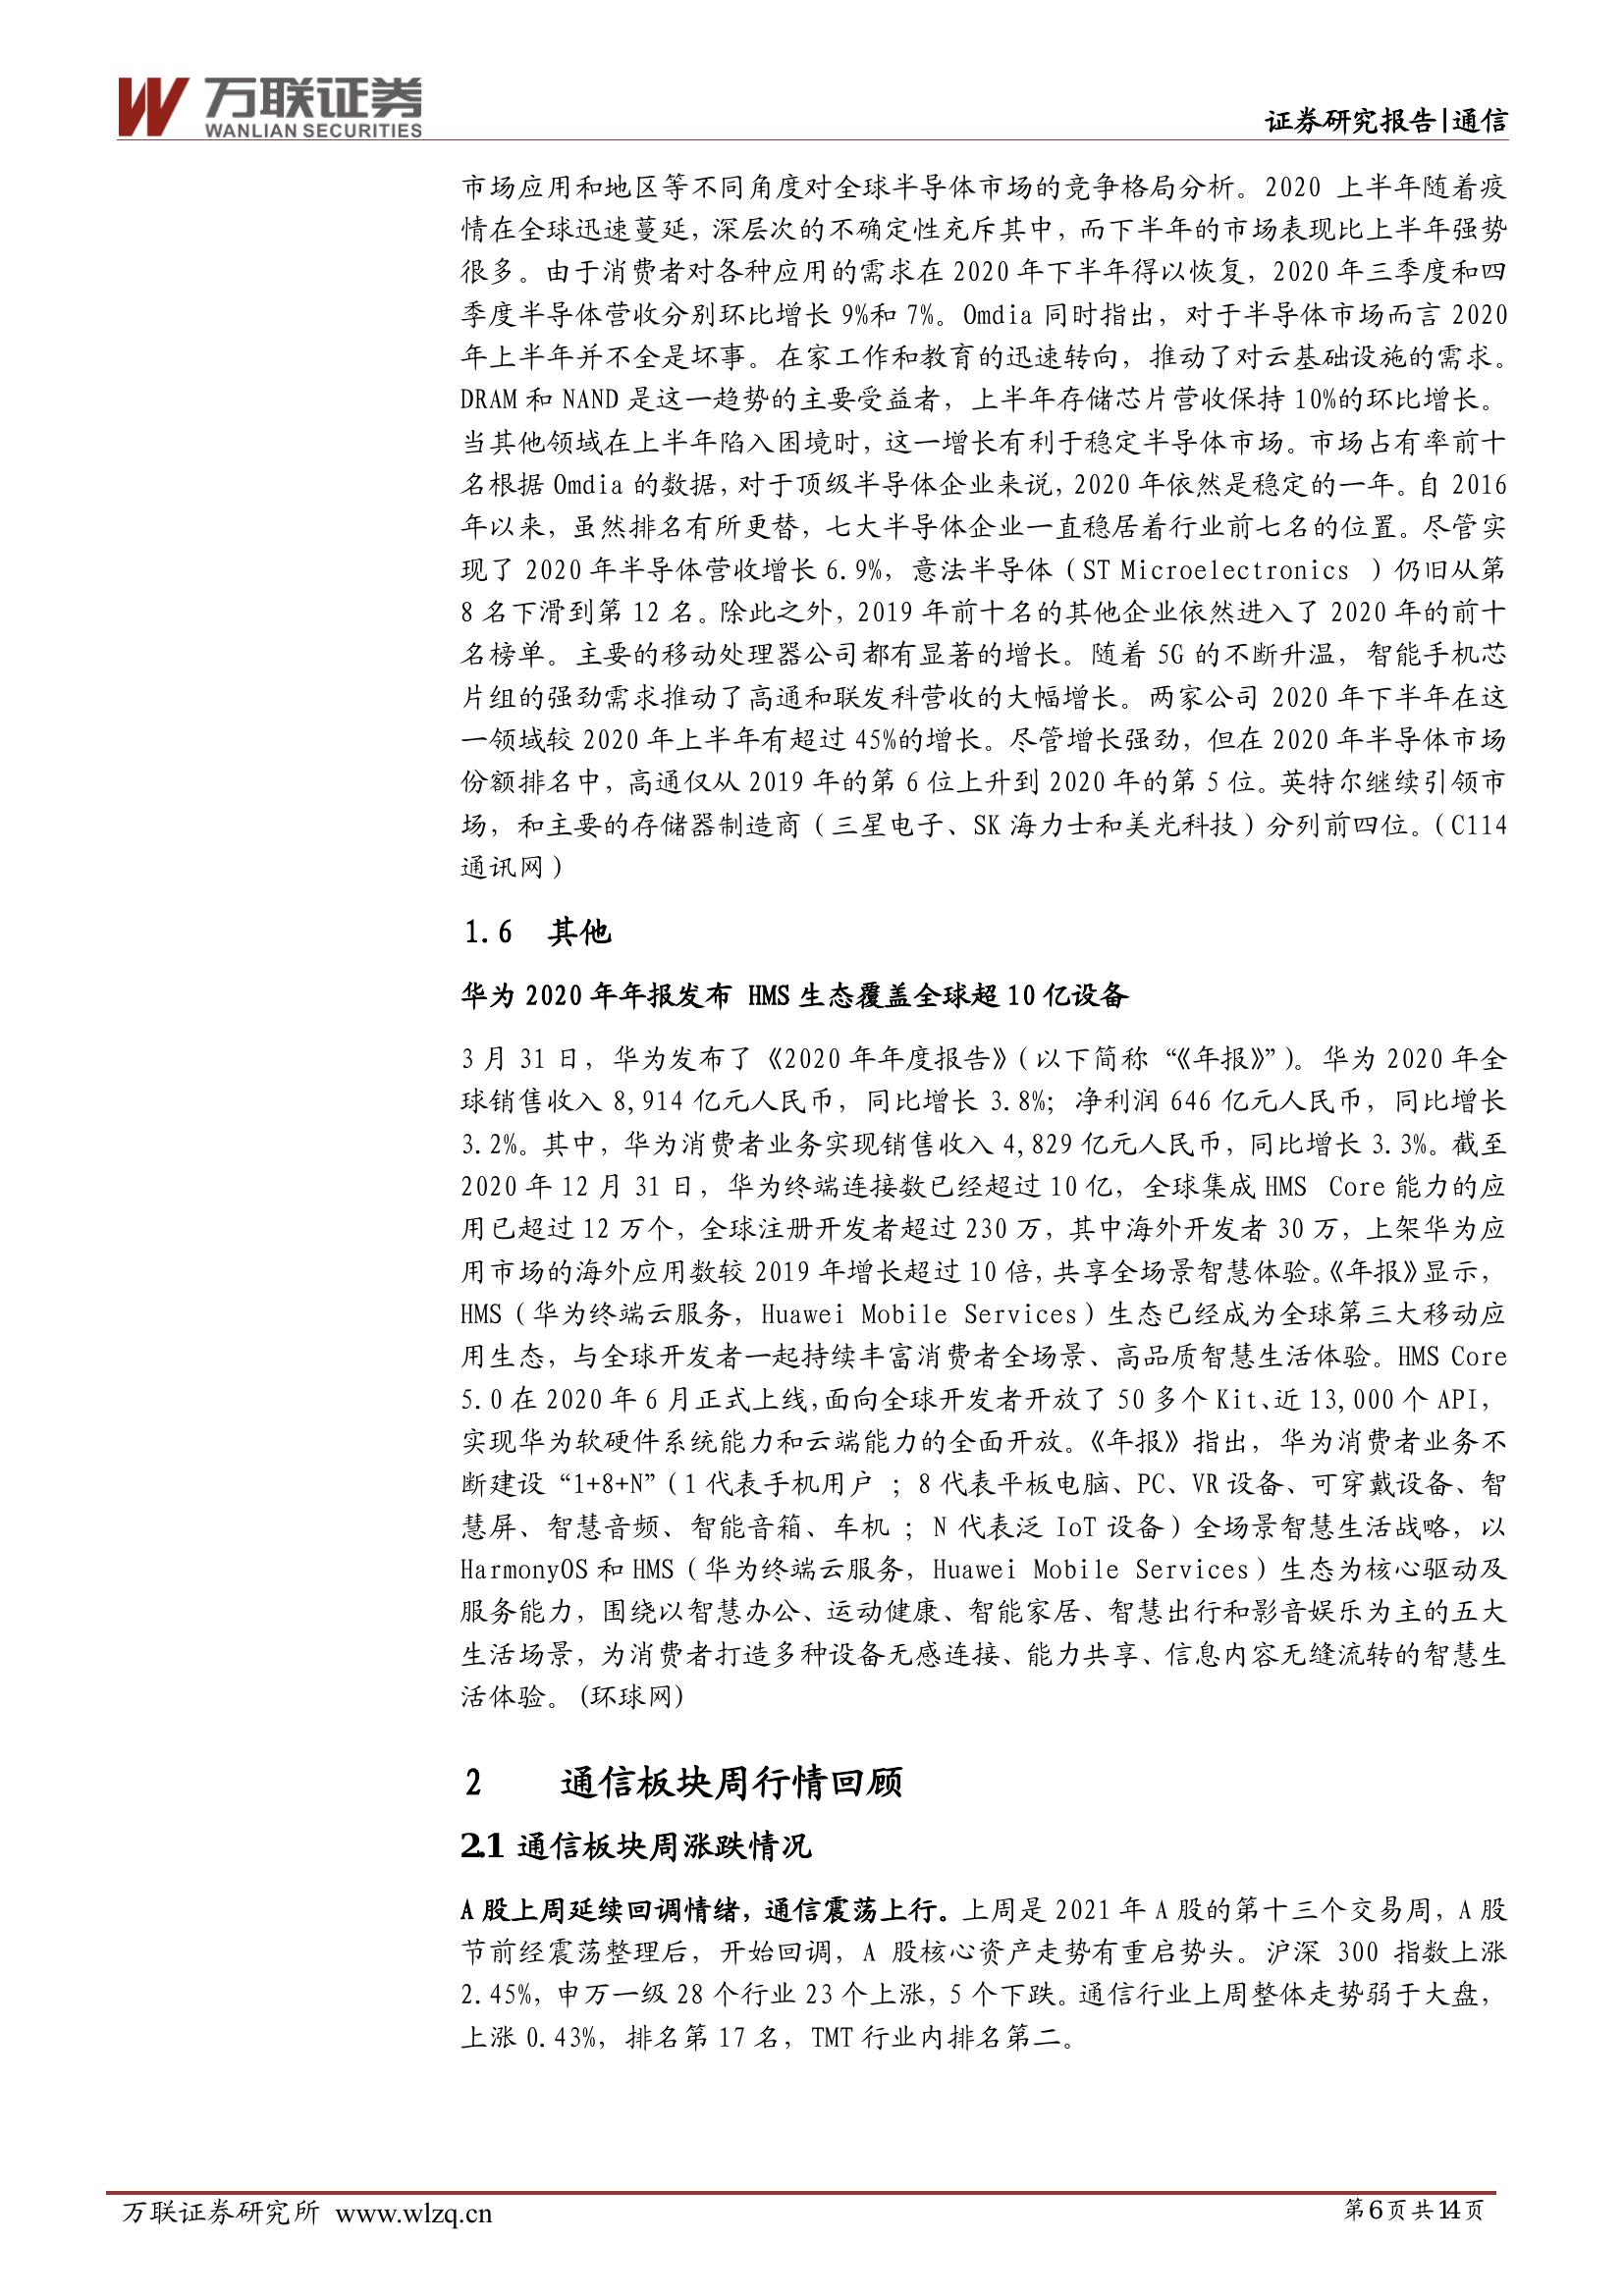 万联证券
WANLIAN SECURITIES
证券研究报告|通信
市场应用和地区等不同角度对全球半导体市场的竞争格局分析。2020 上半年随着疫
情在全球迅速蔓延，深层次的不确定性充斥其中，而下半年的市场表现比上半年强势
很多。由于消费者对各种应用的需求在 2020 年下半年得以恢复，2020 年三季度和四
季度半导体营收分别环比增长 9%和 7%。Omdia 同时指出，对于半导体市场而言 2020
年上半年并不全是坏事。在家工作和教育的迅速转向，推动了对云基础设施的需求。
DRAM 和 NAND 是这一趋势的主要受益者，上半年存储芯片营收保持 10%的环比增长。
当其他领域在上半年陷入困境时，这一增长有利于稳定半导体市场。市场占有率前十
名根据 Omdia 的数据，对于顶级半导体企业来说，2020 年依然是稳定的一年。自 2016
年以来，虽然排名有所更替，七大半导体企业一直稳居着行业前七名的位置。尽管实
现了 2020 年半导体营收增长 6.9%，意法半导体（ST Microelectronics ）仍旧从第
8 名下滑到第 12 名。除此之外，2019 年前十名的其他企业依然进入了 2020 年的前十
名榜单。主要的移动处理器公司都有显著的增长。随着 5G 的不断升温，智能手机芯
片组的强劲需求推动了高通和联发科营收的大幅增长。两家公司 2020 年下半年在这
一领域较 2020 年上半年有超过 45%的增长。尽管增长强劲，但在 2020 年半导体市场
份额排名中，高通仅从 2019 年的第 6 位上升到 2020 年的第 5 位。英特尔继续引领市
场，和主要的存储器制造商（三星电子、SK 海力士和美光科技）分列前四位。（C114
通讯网）
1.6 其他
华为 2020 年年报发布 HMS 生态覆盖全球超 10 亿设备
3 月 31 日，华为发布了《2020 年年度报告》（以下简称“《年报》”）。华为 2020 年全
球销售收入 8,914 亿元人民币，同比增长 3.8%；净利润 646 亿元人民币，同比增长
3.2%。其中，华为消费者业务实现销售收入 4,829 亿元人民币，同比增长 3.3%。截至
2020 年 12 月 31 日，华为终端连接数已经超过 10 亿，全球集成 HMS Core 能力的应
用已超过 12 万个，全球注册开发者超过 230 万，其中海外开发者 30 万，上架华为应
用市场的海外应用数较 2019 年增长超过 10 倍，共享全场景智慧体验。《年报》显示，
HMS（华为终端云服务，Huawei Mobile Services）生态已经成为全球第三大移动应
用生态，与全球开发者一起持续丰富消费者全场景、高品质智慧生活体验。HMS Core
5.0 在 2020 年 6 月正式上线，面向全球开发者开放了 50 多个 Kit、近 13,000 个 API，
实现华为软硬件系统能力和云端能力的全面开放。《年报》指出，华为消费者业务不
断建设“1+8+N”（1 代表手机用户 ；8 代表平板电脑、PC、VR 设备、可穿戴设备、智
慧屏、智慧音频、智能音箱、车机 ；N 代表泛 IoT 设备）全场景智慧生活战略，以
HarmonyOS 和 HMS（华为终端云服务，Huawei Mobile Services）生态为核心驱动及
服务能力，围绕以智慧办公、运动健康、智能家居、智慧出行和影音娱乐为主的五大
生活场景，为消费者打造多种设备无感连接、能力共享、信息内容无缝流转的智慧生
活体验。(环球网)
2 通信板块周行情回顾
2.1 通信板块周涨跌情况
A 股上周延续回调情绪，通信震荡上行。上周是 2021 年 A 股的第十三个交易周，A 股
节前经震荡整理后，开始回调，A 股核心资产走势有重启势头。沪深 300 指数上涨
2.45%，申万一级 28 个行业 23 个上涨，5 个下跌。通信行业上周整体走势弱于大盘，
上涨 0.43%，排名第 17 名，TMT 行业内排名第二。
万联证券研究所 www.wlzq.cn
第6页共14页